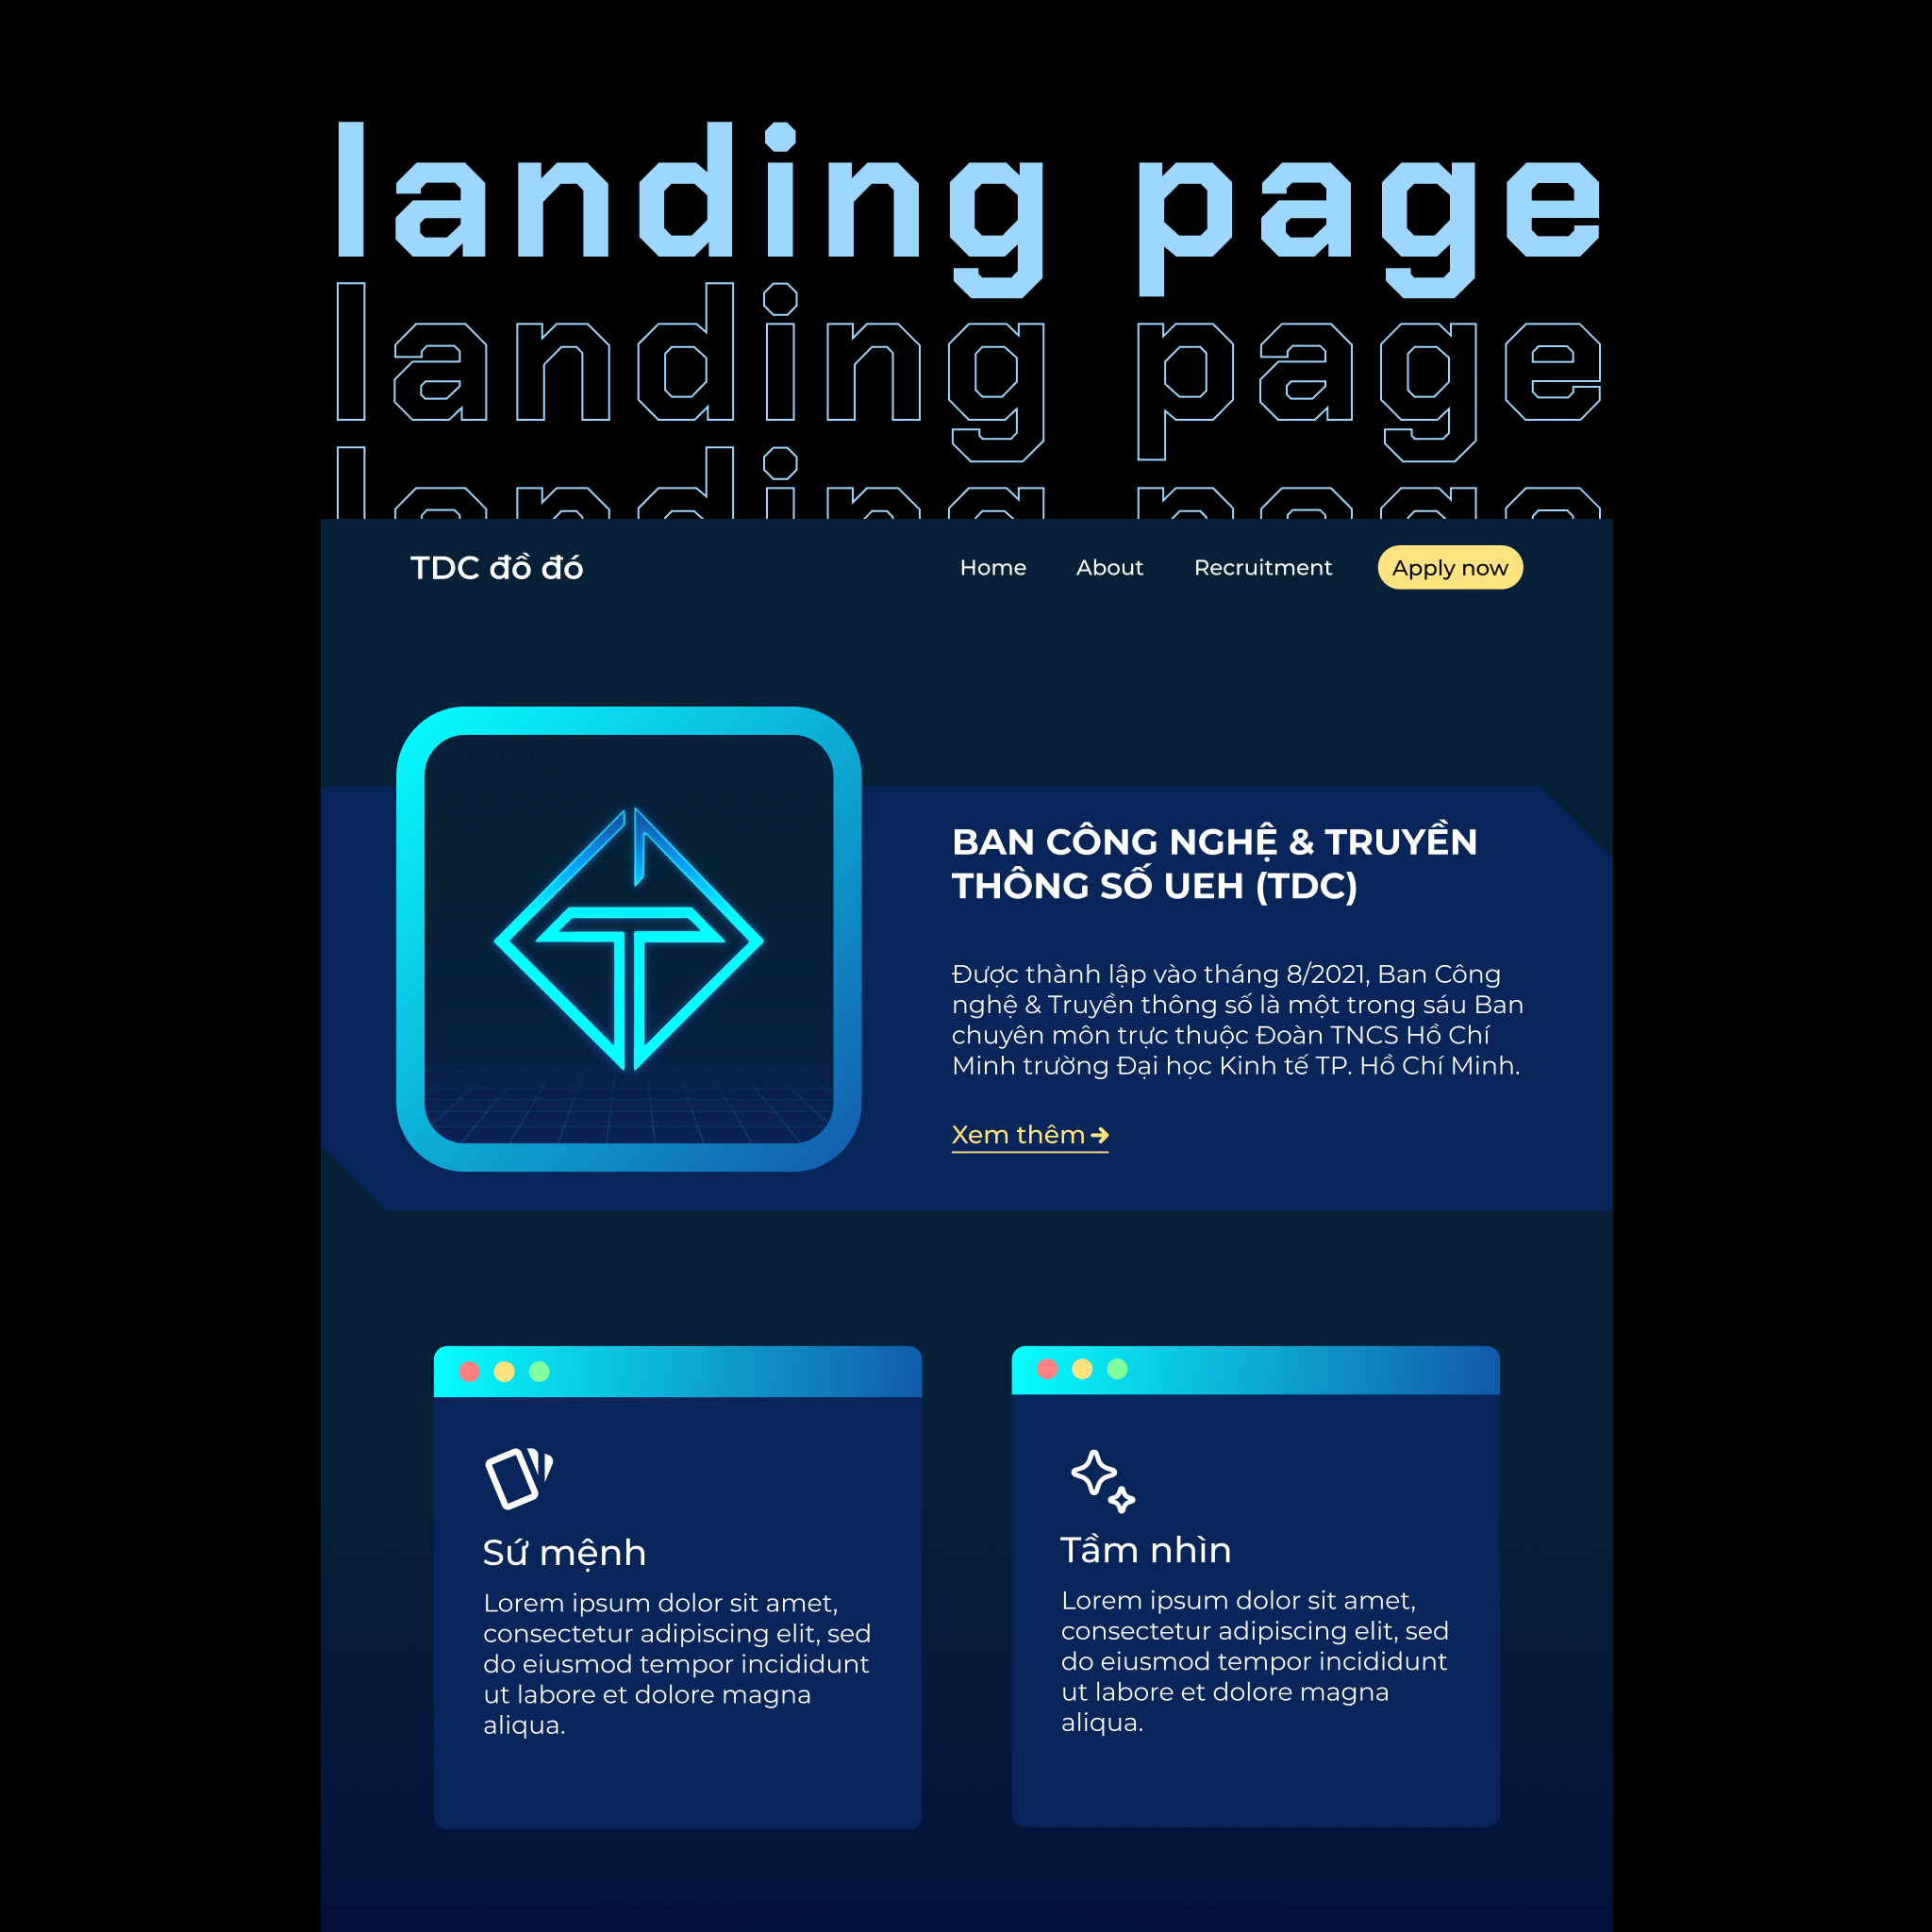 landing page
landing page
landing page
TDC đồ đó
Home About Recruitment Apply now
BAN CÔNG NGHỆ & TRUYỀN
THÔNG SỐ UEH (TDC)
Được thành lập vào tháng 8/2021, Ban Công
nghệ & Truyền thông số là một trong sáu Ban
chuyên môn trực thuộc Đoàn TNCS Hồ Chí
Minh trường Đại học Kinh tế TP. Hồ Chí Minh.
Xem thêm
Sứ mệnh
Lorem ipsum dolor sit amet,
consectetur adipiscing elit, sed
do eiusmod tempor incididunt
ut labore et dolore magna
aliqua.
Tầm nhìn
Lorem ipsum dolor sit amet,
consectetur adipiscing elit, sed
do eiusmod tempor incididunt
ut labore et dolore magna
aliqua.